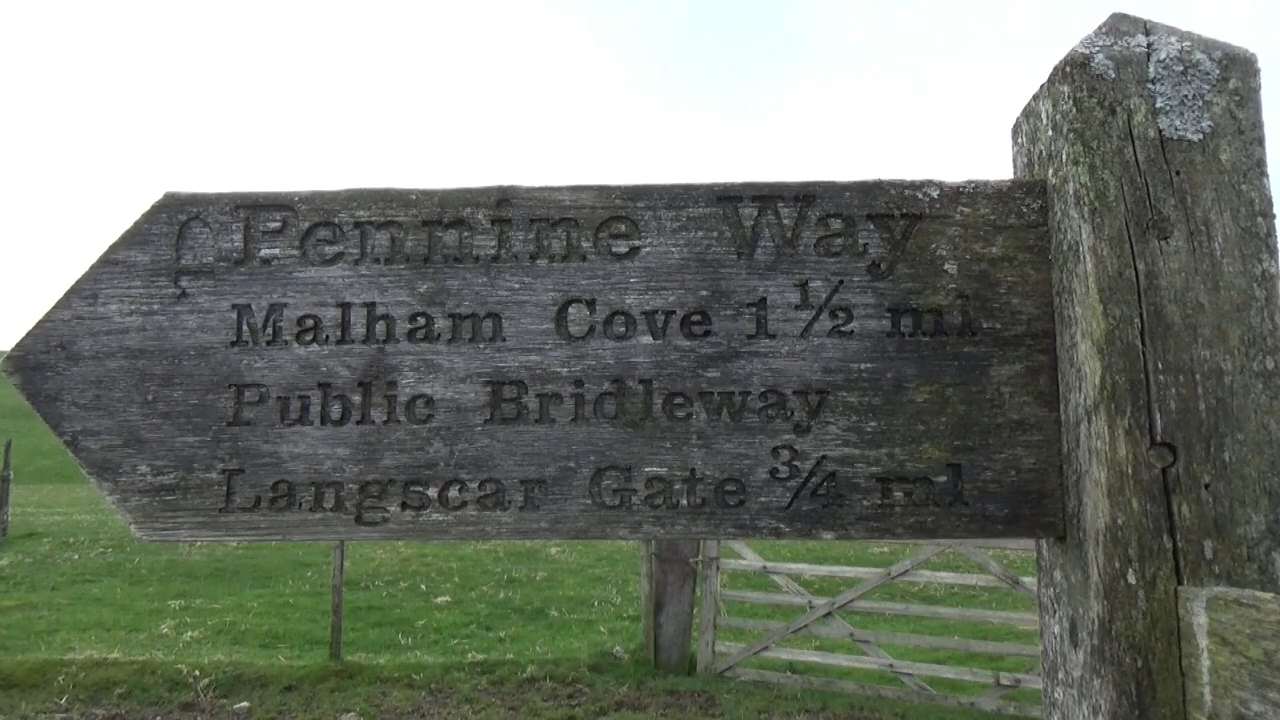 Pennine Way
Malham Cove 1½ ml
Public Bridleway
Langscar Gate ¾ ml